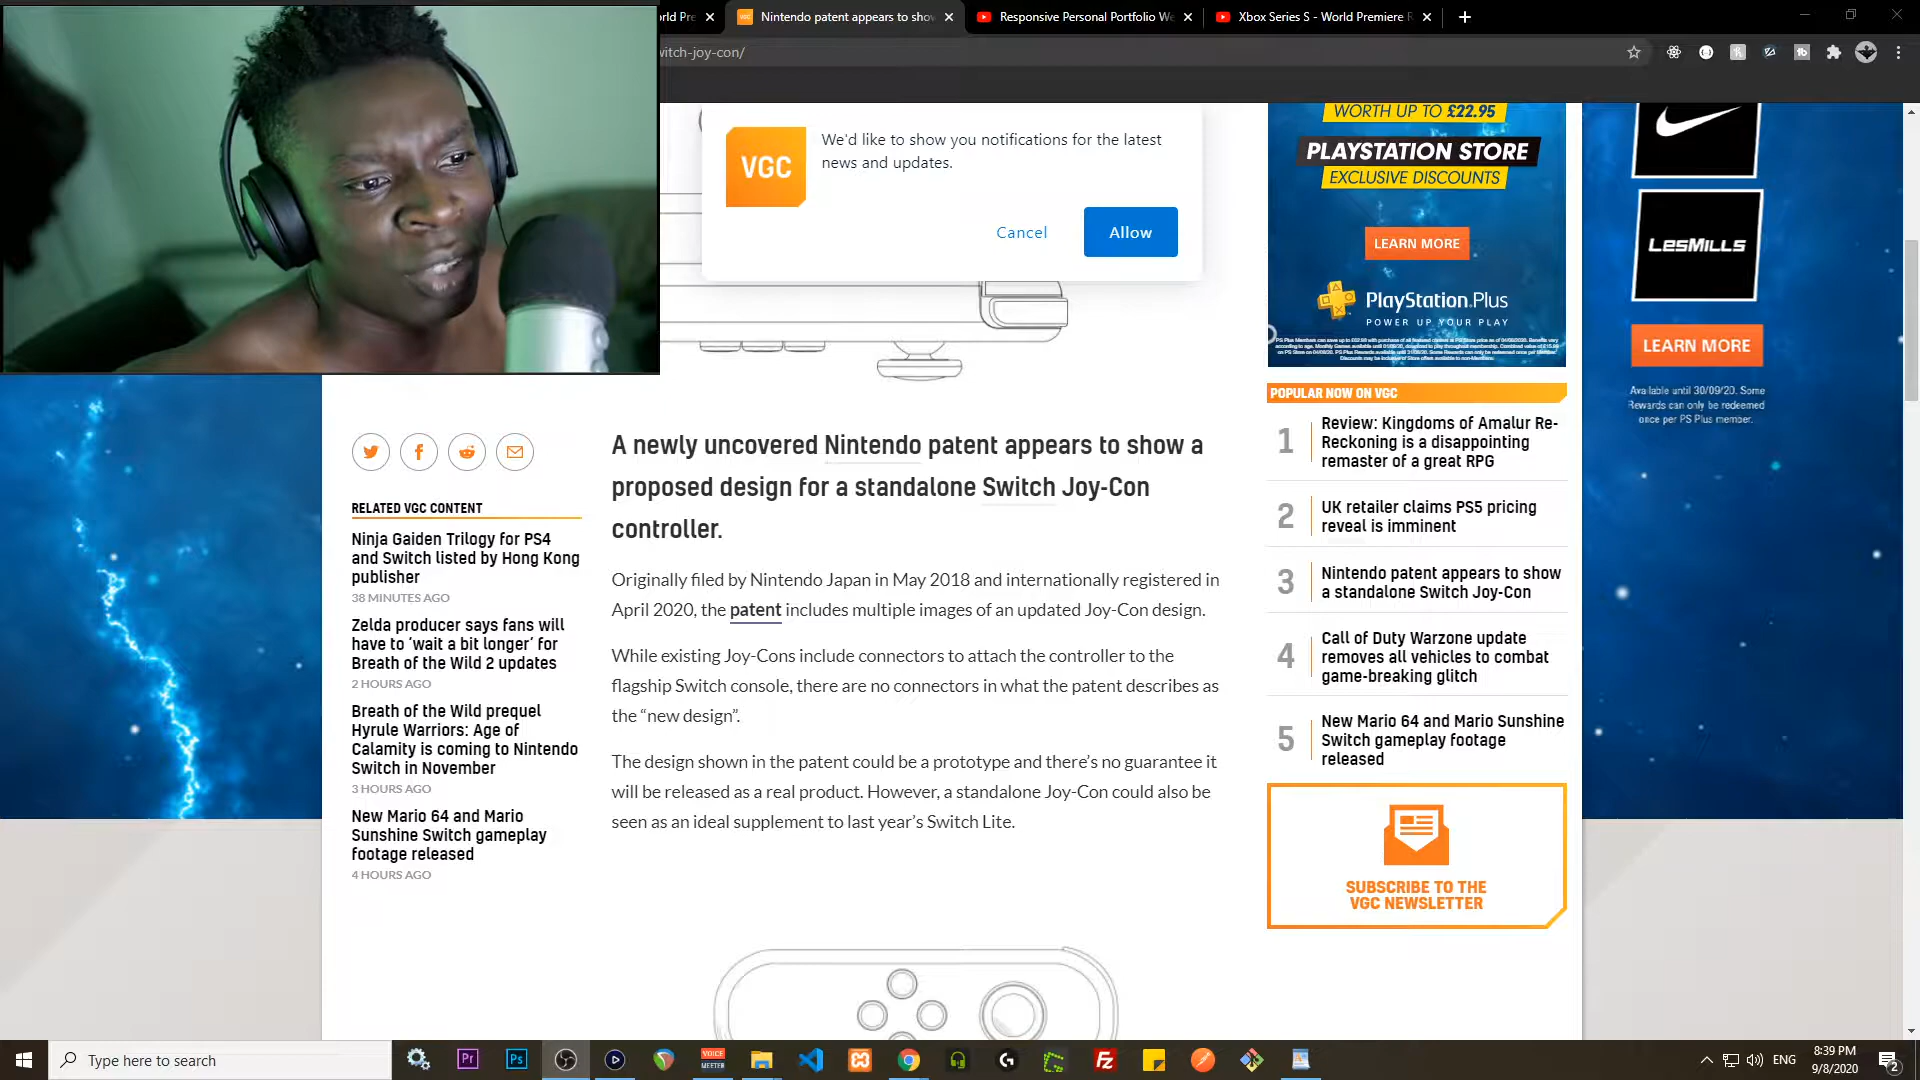 orld Pre
Nintendo patent appears to show
Responsive Personal Portfolio We
Xbox Series S - World Premiere R
witch-joy-con/
VGC
We'd like to show you notifications for the latest
news and updates.
Cancel
Allow
WORTH UP TO £22.95
PLAYSTATION STORE
EXCLUSIVE DISCOUNTS
LEARN MORE
PlayStation.Plus
POWER UP YOUR PLAY
LESMILLS
LEARN MORE
Available until 30/09/20. Some
Rewards can only be redeemed
once per PS Plus member.
RELATED VGC CONTENT
Ninja Gaiden Trilogy for PS4
and Switch listed by Hong Kong
publisher
38 MINUTES AGO
Zelda producer says fans will
have to ‘wait a bit longer’ for
Breath of the Wild 2 updates
2 HOURS AGO
Breath of the Wild prequel
Hyrule Warriors: Age of
Calamity is coming to Nintendo
Switch in November
3 HOURS AGO
New Mario 64 and Mario
Sunshine Switch gameplay
footage released
4 HOURS AGO
A newly uncovered Nintendo patent appears to show a
proposed design for a standalone Switch Joy-Con
controller.
Originally filed by Nintendo Japan in May 2018 and internationally registered in
April 2020, the patent includes multiple images of an updated Joy-Con design.
While existing Joy-Cons include connectors to attach the controller to the
flagship Switch console, there are no connectors in what the patent describes as
the “new design”.
The design shown in the patent could be a prototype and there’s no guarantee it
will be released as a real product. However, a standalone Joy-Con could also be
seen as an ideal supplement to last year’s Switch Lite.
POPULAR NOW ON VGC
1
Review: Kingdoms of Amalur Re-
Reckoning is a disappointing
remaster of a great RPG
2
UK retailer claims PS5 pricing
reveal is imminent
3
Nintendo patent appears to show
a standalone Switch Joy-Con
4
Call of Duty Warzone update
removes all vehicles to combat
game-breaking glitch
5
New Mario 64 and Mario Sunshine
Switch gameplay footage
released
SUBSCRIBE TO THE
VGC NEWSLETTER
Type here to search
Pr
Ps
VOICE
MEETER
Fz
ENG
8:39 PM
9/8/2020
2